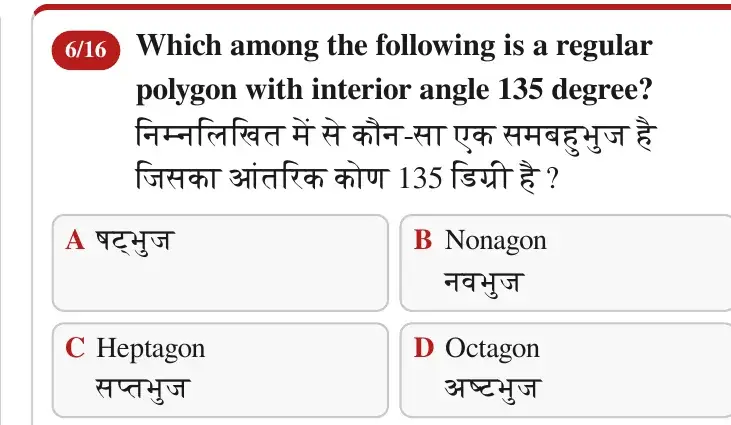 6/16 Which among the following is a regular
polygon with interior angle 135 degree?
निम्नलिखित में से कौन-सा एक समबहुभुज है
जिसका आंतरिक कोण 135 डिग्री है ?
A षट्भुज
B Nonagon
नवभुज
C Heptagon
सप्तभुज
D Octagon
अष्टभुज